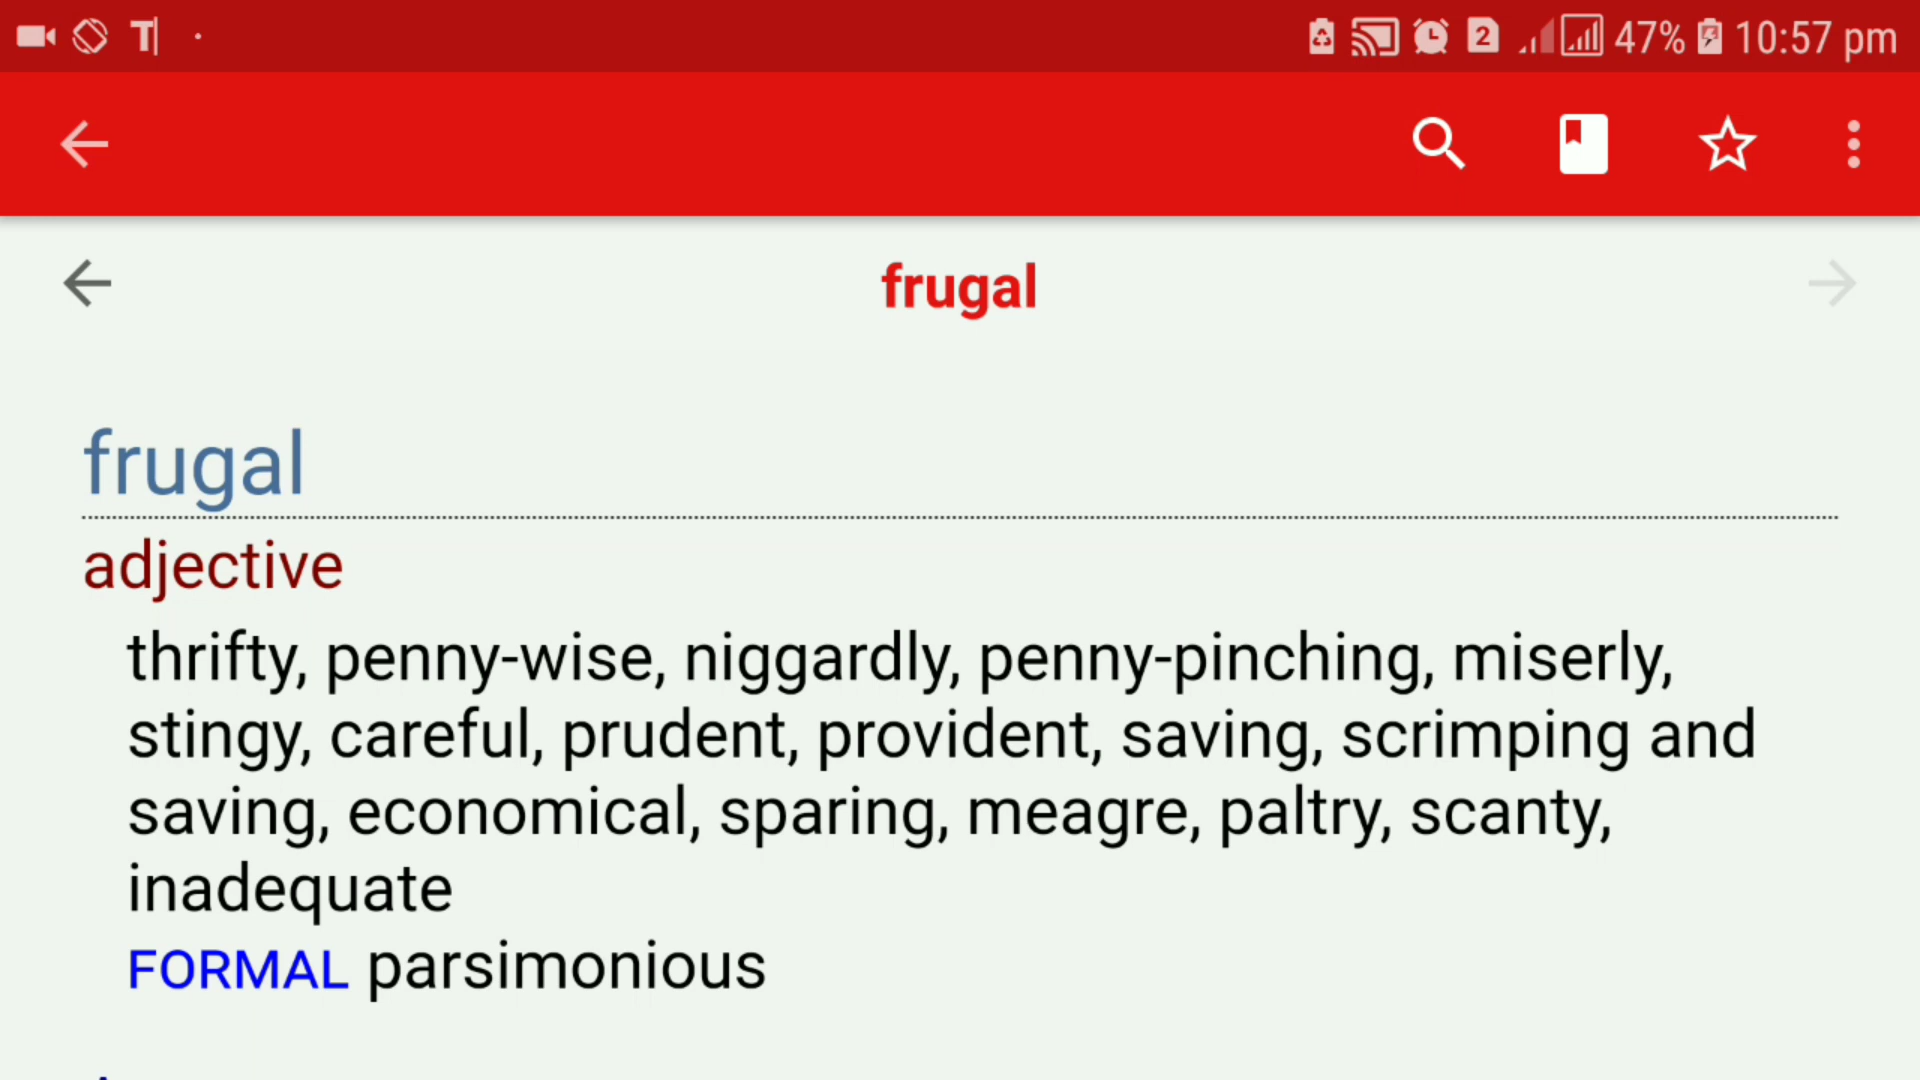 T 2 47% 10:57 pm
frugal
frugal
adjective
thrifty, penny-wise, niggardly, penny-pinching, miserly,
stingy, careful, prudent, provident, saving, scrimping and
saving, economical, sparing, meagre, paltry, scanty,
inadequate
FORMAL parsimonious